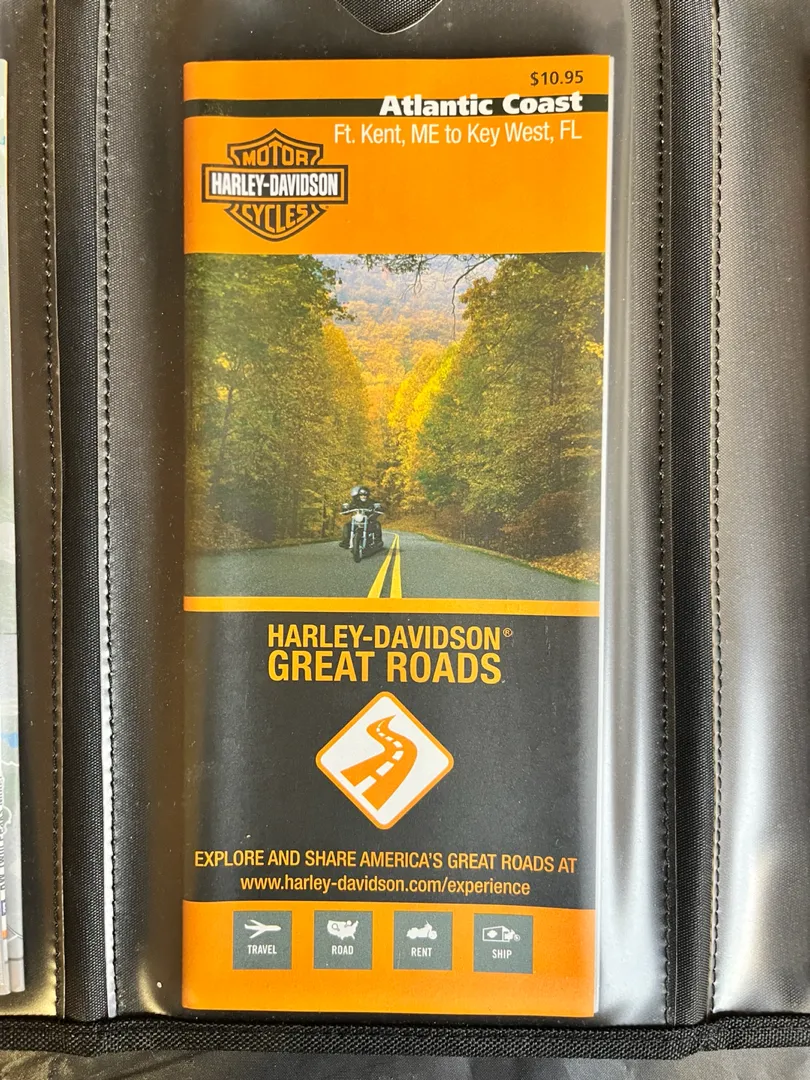 $10.95
Atlantic Coast
Ft. Kent, ME to Key West, FL
MOTOR
HARLEY-DAVIDSON
CYCLES
HARLEY-DAVIDSON®
GREAT ROADS
EXPLORE AND SHARE AMERICA'S GREAT ROADS AT
www.harley-davidson.com/experience
TRAVEL
ROAD
RENT
SHIP